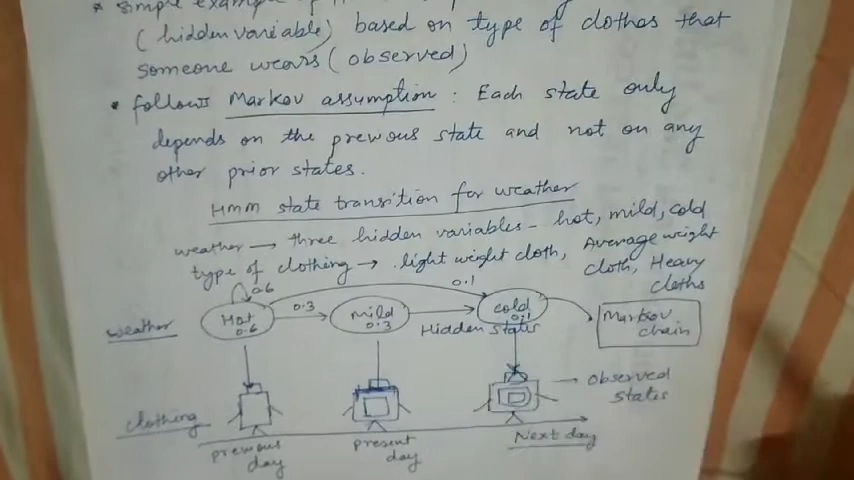 * simple example of
(hidden variable) based on type of clothes that
someone wears (observed)
• follows Markov assumption : Each state only
depends on the previous state and not on any
other prior states.
HMM state transition for weather
weather → three hidden variables - hot, mild, cold
type of clothing → light weight cloth, Average weight
cloth, Heavy
cloths
0.6
0.3
0.1
weather
Hot
0.6
mild
0.3
cold
0.1
Hidden states
Markov
chain
observed
states
clothing
previous
day
present
day
Next day